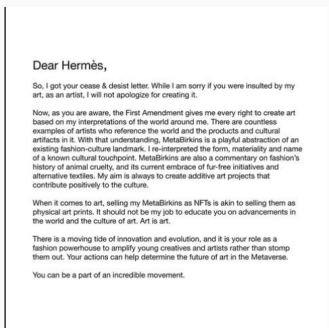 Dear Hermès,
So, I got your cease & desist letter. While I am sorry if you were insulted by my
art, as an artist, I will not apologize for creating it.
Now, as you are aware, the First Amendment gives me every right to create art
based on my interpretations of the world around me. There are countless
examples of artists who reference the world and the products and cultural
artifacts in it. With that understanding, MetaBirkins is a playful abstraction of an
existing fashion-culture landmark. I re-interpreted the form, materiality and name
of a known cultural touchpoint. MetaBirkins are also a commentary on fashion's
history of animal cruelty, and its current embrace of fur-free initiatives and
alternative textiles. My aim is always to create additive art projects that
contribute positively to the culture.
When it comes to art, selling my MetaBirkins as NFTs is akin to selling them as
physical art prints. It should not be my job to educate you on advancements in
the world and the culture of art. Art is art.
There is a moving tide of innovation and evolution, and it is your role as a
fashion powerhouse to amplify young creatives and artists rather than stomp
them out. Your actions can help determine the future of art in the Metaverse.
You can be a part of an incredible movement.